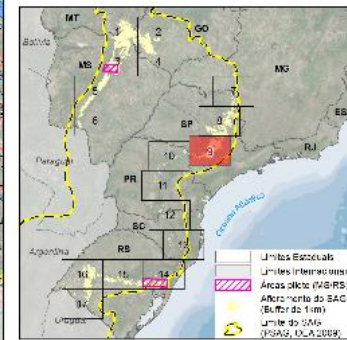 MT
GO
1
2
Bolívia
MS
3
4
MG
5
7
ES
6
SP
8
9
RJ
10
Paraguai
PR
11
Oceano Atlântico
12
SC
13
Argentina
RS
16
15
14
Uruguai
Limites Estaduais
Limites Internacionais
Áreas piloto (MS/RS)
Afloramento do SAG
(Buffer de 1km)
Limite do SAG
(PSAG, OEA 2009)